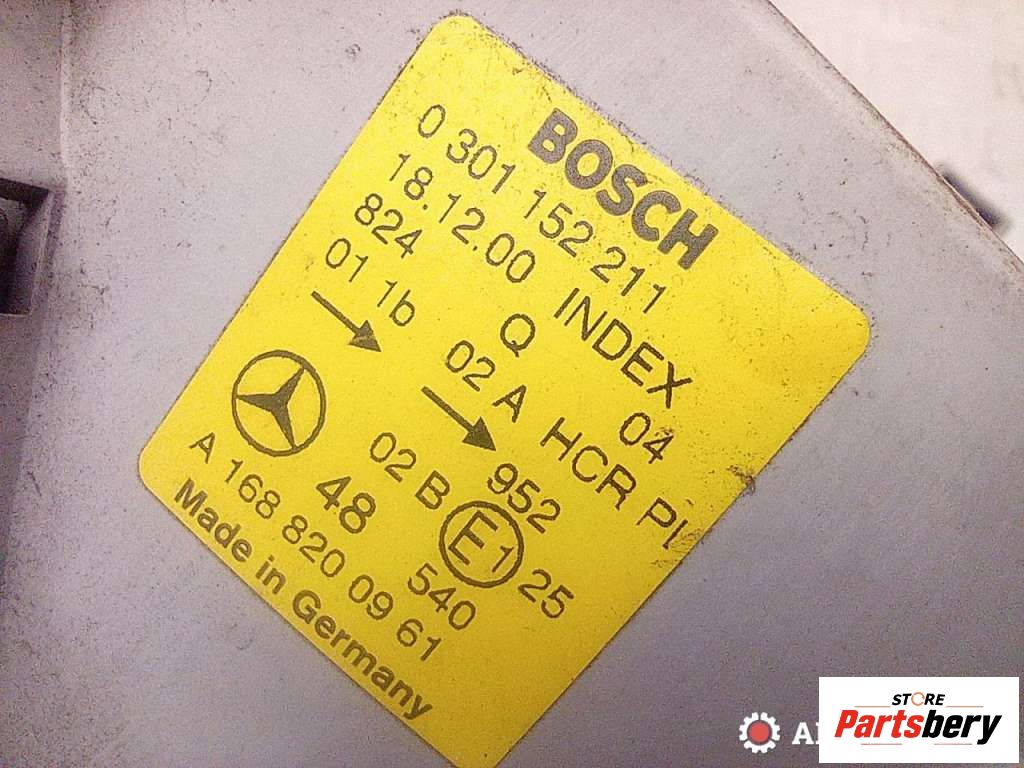 BOSCH
0 301 152 211
18.12.00 INDEX 04
824 Q HCR
01 1b 02 A 952
02 B E1 25
48 540
A 168 820 09 61
Made in Germany
STORE
Partsbery